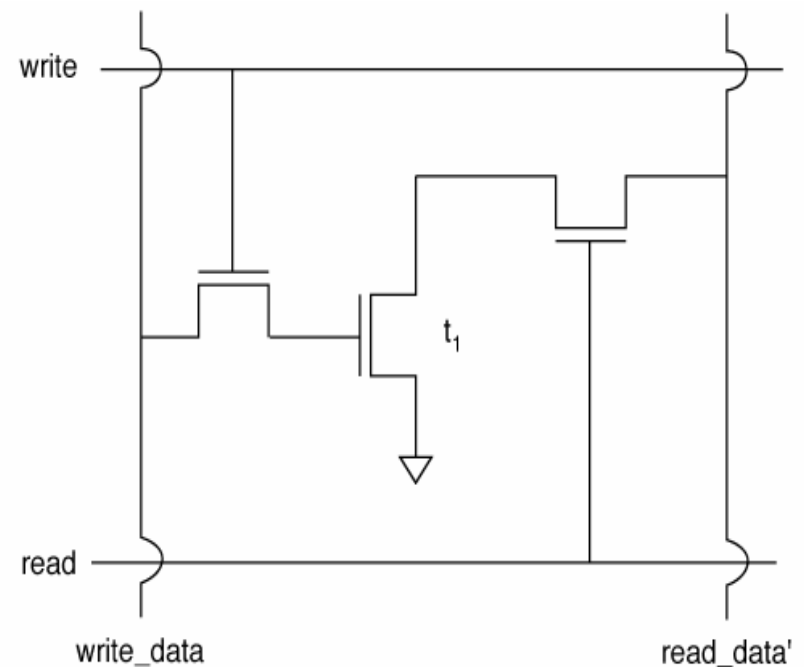 write
t₁
read
write_data
read_data'